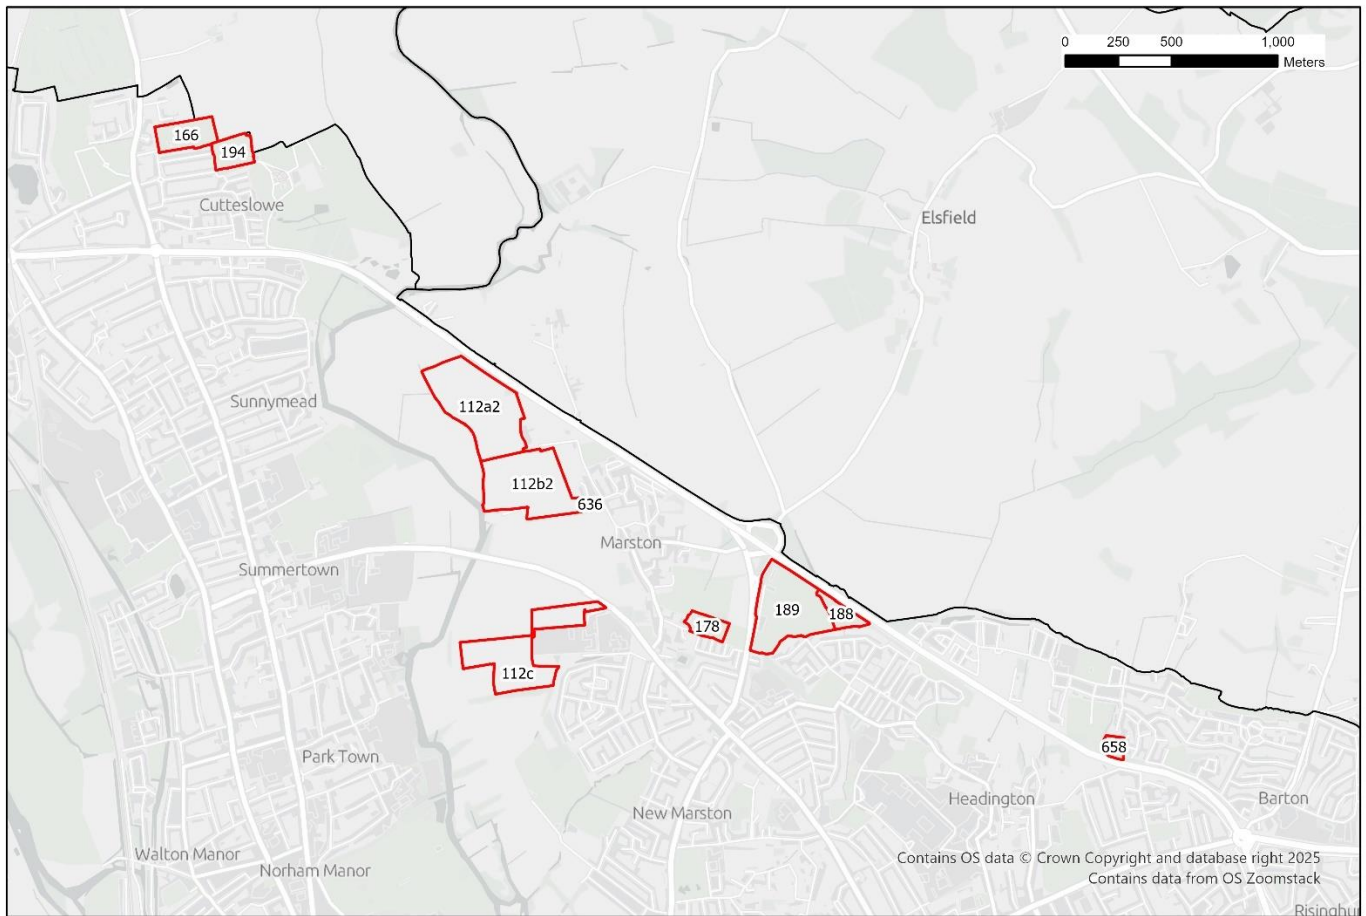 0 250 500 1,000
Meters
166
194
Cutteslowe
Elsfield
Sunnymead
112a2
112b2
636
Marston
Summertown
189
188
178
112c
658
Park Town
New Marston
Headington
Barton
Walton Manor
Norham Manor
Contains OS data © Crown Copyright and database right 2025
Contains data from OS Zoomstack